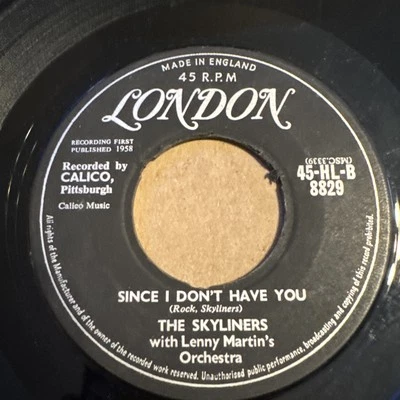 MADE IN ENGLAND
45 R.P.M
LONDON
RECORDING FIRST
PUBLISHED 1958
Recorded by
CALICO,
Pittsburgh
Calico Music
(MSC.5339)
45-HL-B
8829
SINCE I DON'T HAVE YOU
(Rock, Skyliners)
THE SKYLINERS
with Lenny Martin's
Orchestra
All rights of the Manufacturer and of the owner of the recorded work reserved. Unauthorised public performance, broadcasting and copying of this record prohibited